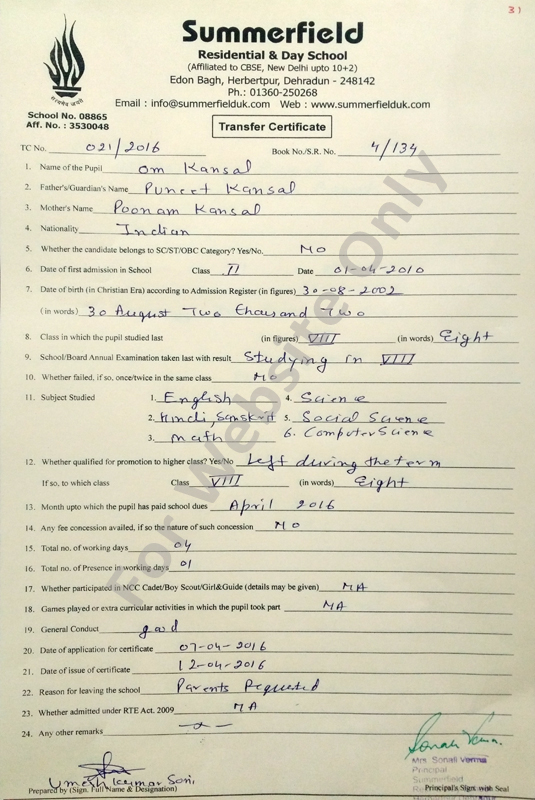 31
Summerfield
Residential & Day School
(Affiliated to CBSE, New Delhi upto 10+2)
Edon Bagh, Herbertpur, Dehradun - 248142
Ph.: 01360-250268
Email : info@summerfielduk.com Web : www.summerfielduk.com
School No. 08865
Aff. No. : 3530048
Transfer Certificate
TC No. 021/2016 Book No./S.R. No. 4/134
1. Name of the Pupil Om Kansal
2. Father's/Guardian's Name Puneet Kansal
3. Mother's Name Poonam Kansal
4. Nationality Indian
5. Whether the candidate belongs to SC/ST/OBC Category? Yes/No. No
6. Date of first admission in School Class II Date 01-04-2010
7. Date of birth (in Christian Era) according to Admission Register (in figures) 30-08-2002
(in words) 30 August Two thousand Two
8. Class in which the pupil studied last (in figures) VIII (in words) Eight
9. School/Board Annual Examination taken last with result Studying in VIII
10. Whether failed, if so, once/twice in the same class No
11. Subject Studied 1. English 4. Science
2. Hindi, Sanskrit 5. Social Science
3. Math 6. Computer Science
12. Whether qualified for promotion to higher class? Yes/No Left during the term
If so, to which class Class VIII (in words) Eight
13. Month upto which the pupil has paid school dues April 2016
14. Any fee concession availed, if so the nature of such concession No
15. Total no. of working days 04
16. Total no. of Presence in working days 01
17. Whether participated in NCC Cadet/Boy Scout/Girl&Guide (details may be given) NA
18. Games played or extra curricular activities in which the pupil took part NA
19. General Conduct good
20. Date of application for certificate 07-04-2016
21. Date of issue of certificate 12-04-2016
22. Reason for leaving the school Parents Requested
23. Whether admitted under RTE Act. 2009 NA
24. Any other remarks
For Website Only
Sonali Verma
Mrs. Sonali Verma
Principal
Summerfield
Umesh Kumar Soni
Prepared by (Sign. Full Name & Designation) Principal's Sign with Seal